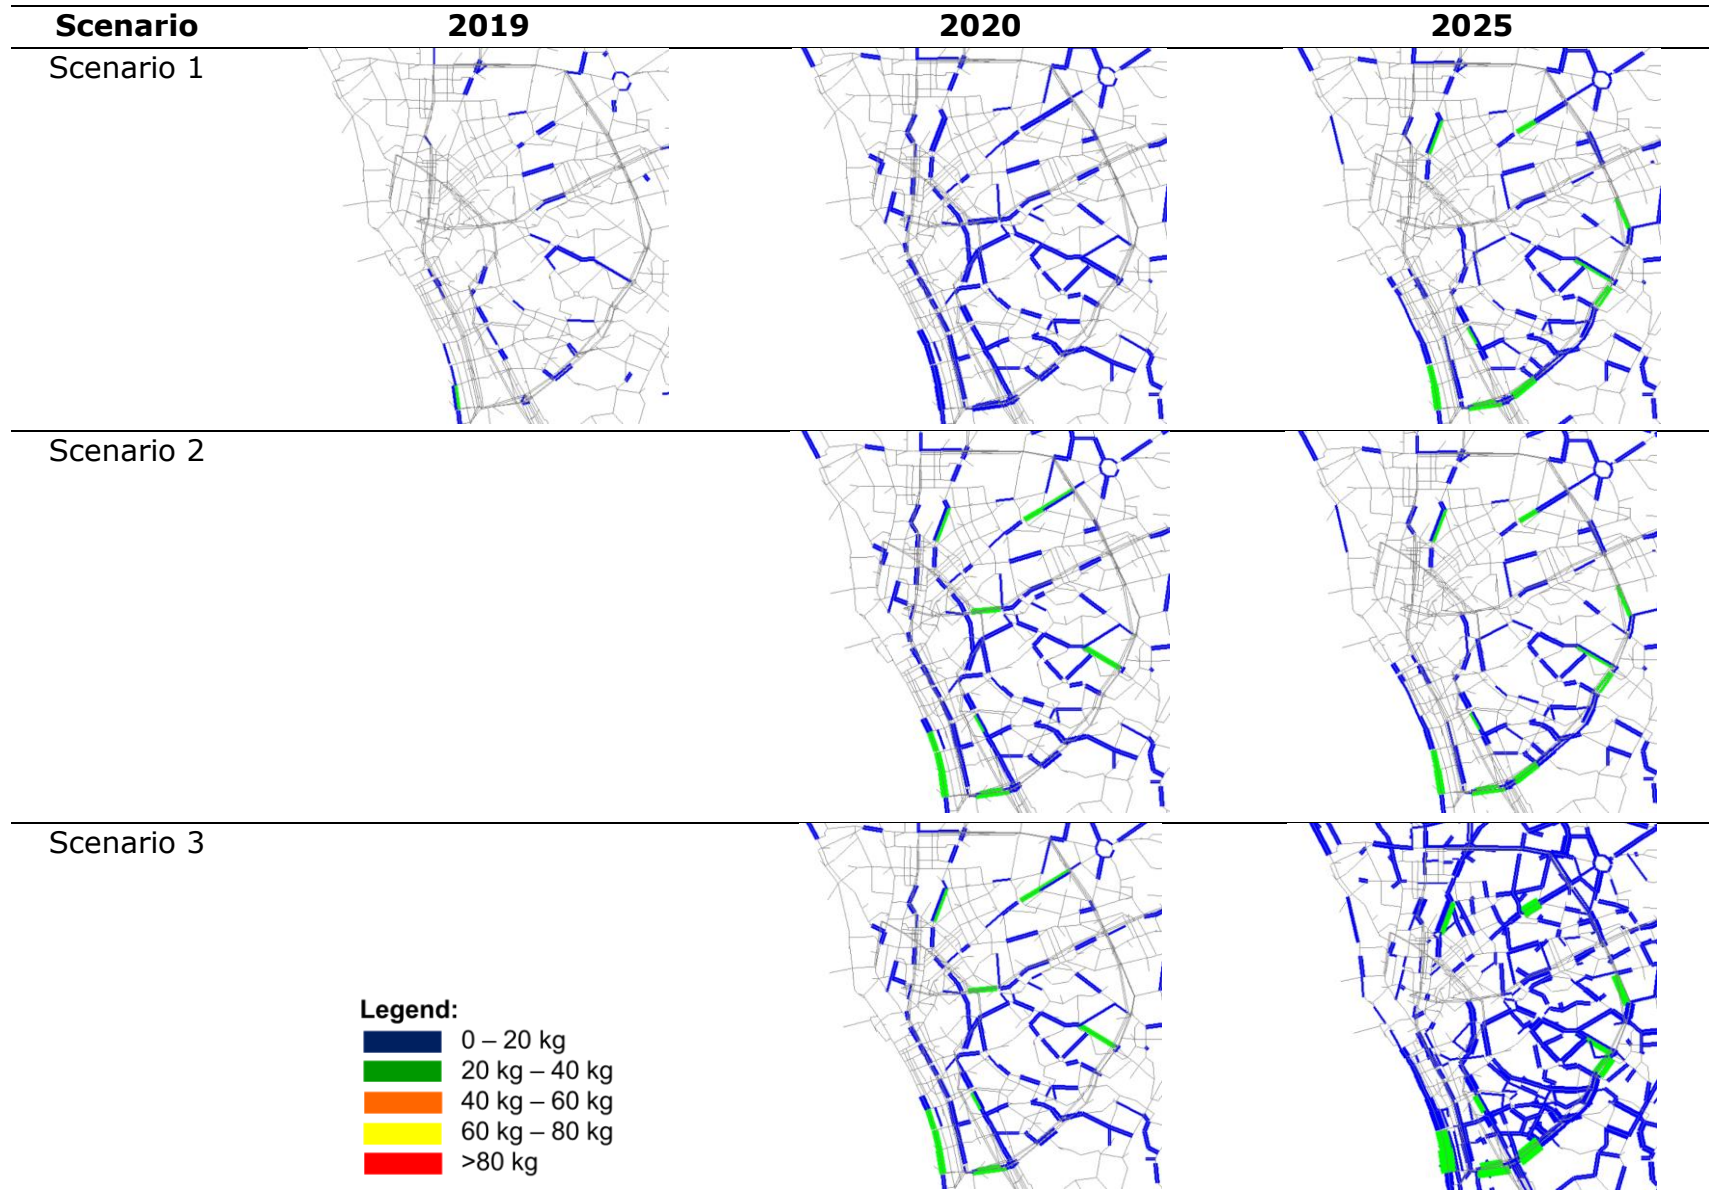 Scenario 2019 2020 2025
Scenario 1
Scenario 2
Scenario 3
Legend:
0 – 20 kg
20 kg – 40 kg
40 kg – 60 kg
60 kg – 80 kg
>80 kg